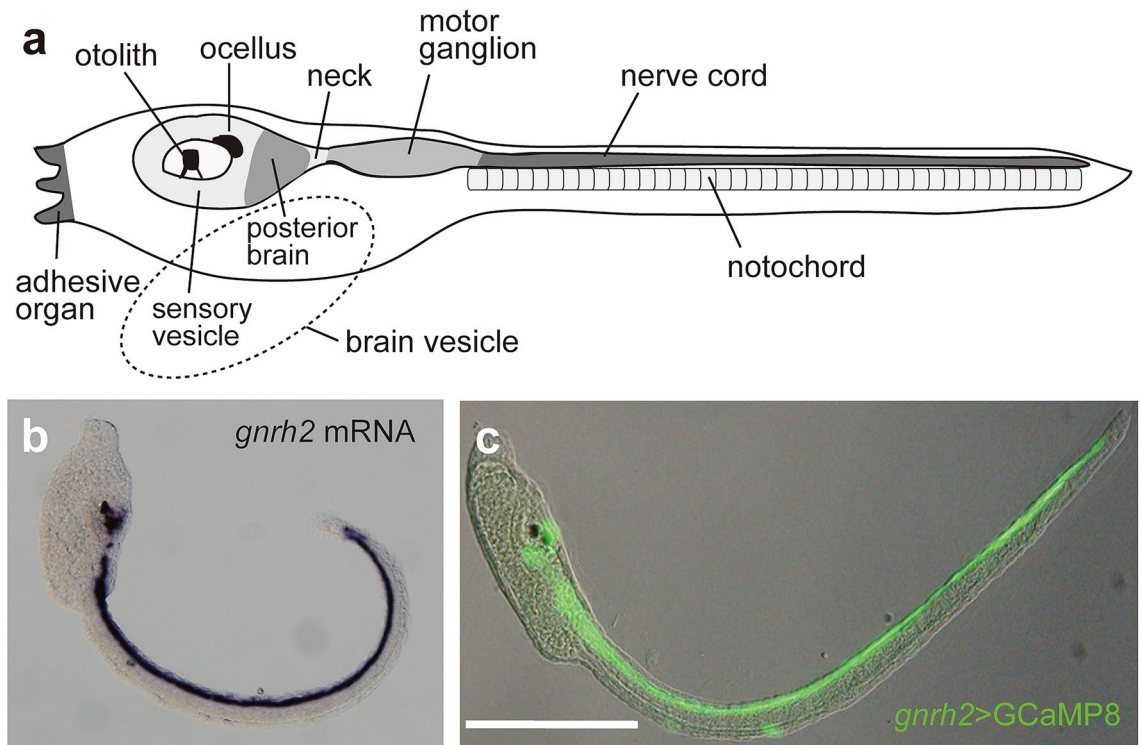 a
otolith
ocellus
neck
motor
ganglion
nerve cord
adhesive
organ
sensory
vesicle
posterior
brain
brain vesicle
notochord
b
gnrh2 mRNA
c
gnrh2>GCaMP8